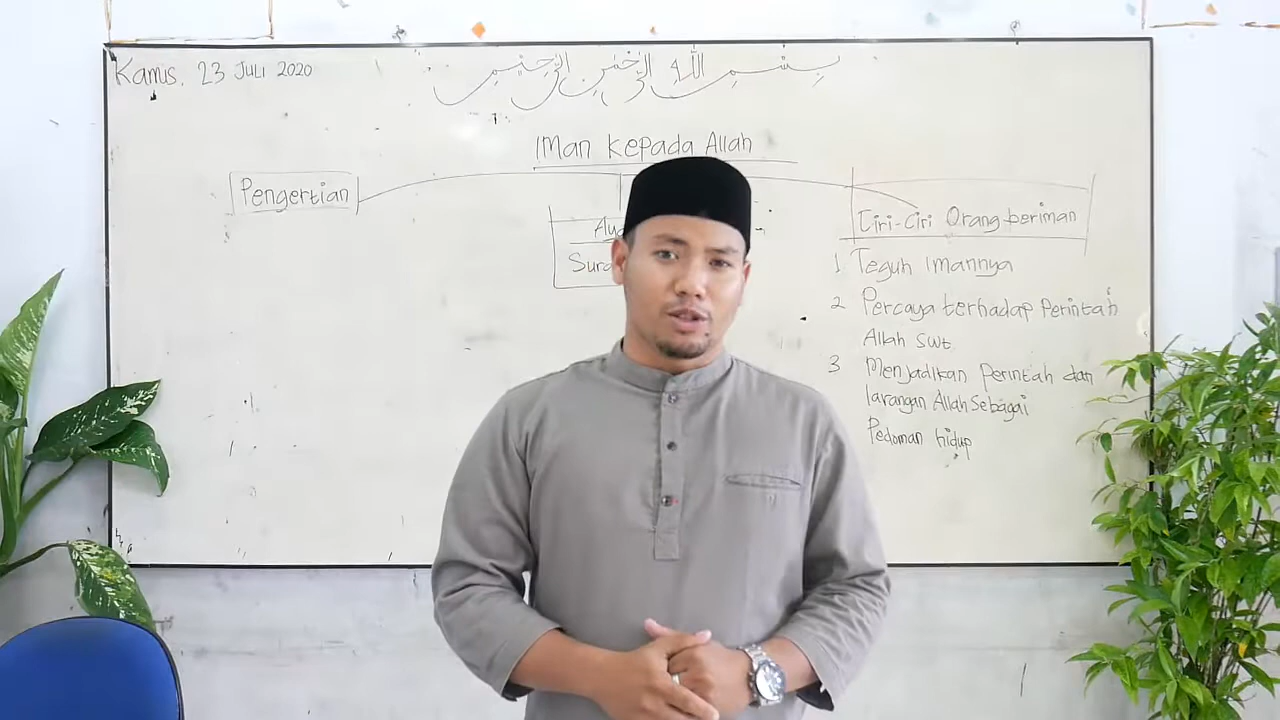 Kamis, 23 Juli 2020
بِسْمِ اللَّهِ الرَّحْمَٰنِ الرَّحِيْمِ
Iman kepada Allah
Pengertian
Ciri-Ciri Orang beriman
1 Teguh imannya
2 Percaya terhadap perintah
Allah swt
3 Menjadikan perintah dan
larangan Allah Sebagai
Pedoman hidup